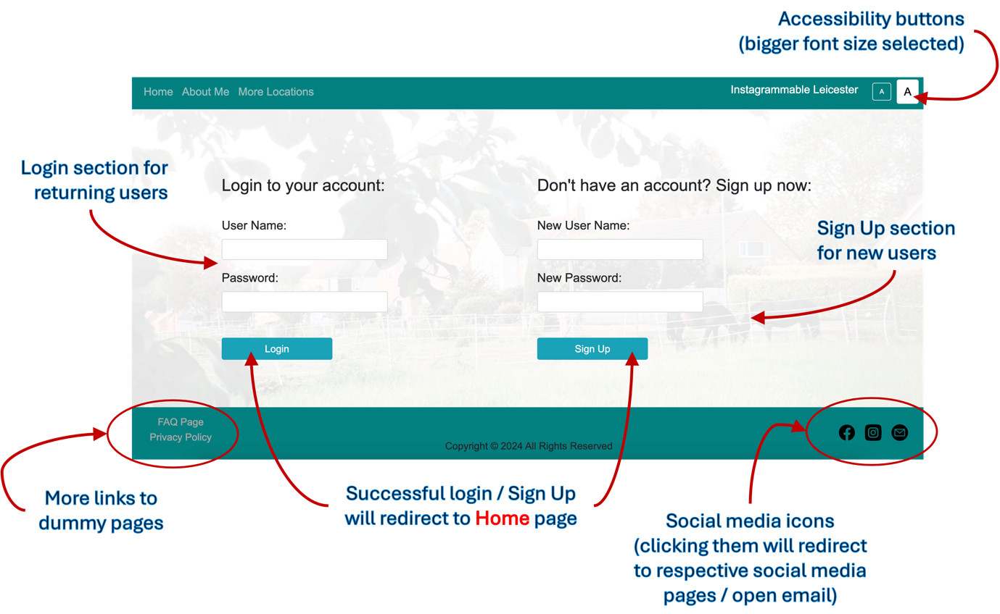 Accessibility buttons
(bigger font size selected)
Home About Me More Locations
Instagrammable Leicester
A
A
Login section for
returning users
Login to your account:
Don't have an account? Sign up now:
User Name:
New User Name:
Sign Up section
for new users
Password:
New Password:
Login
Sign Up
FAQ Page
Privacy Policy
Copyright © 2024 All Rights Reserved
More links to
dummy pages
Successful login / Sign Up
will redirect to Home page
Social media icons
(clicking them will redirect
to respective social media
pages / open email)